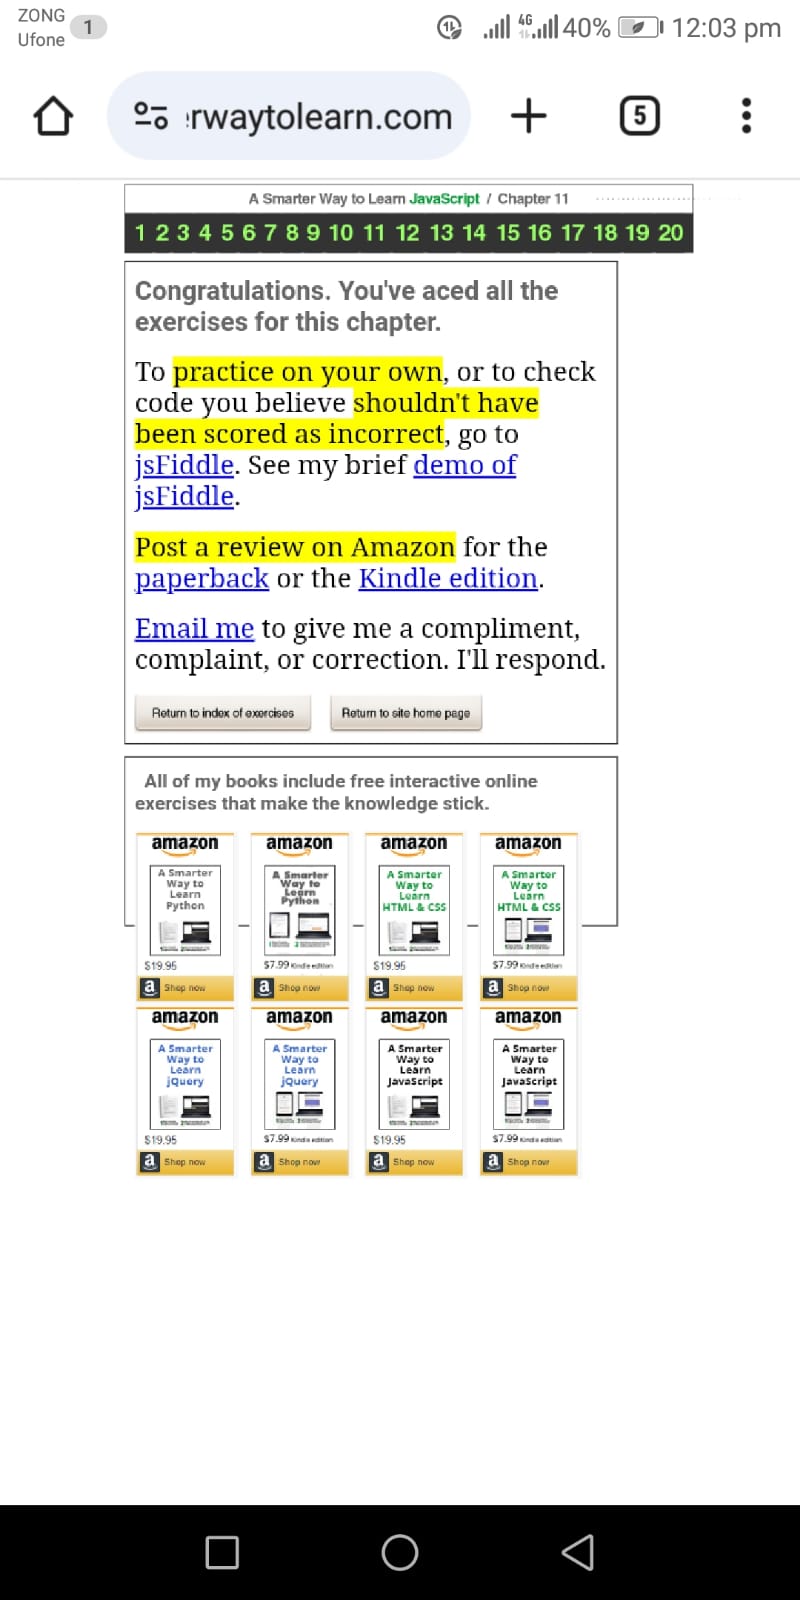 ZONG
Ufone
1
4G
40%
12:03 pm
rwaytolearn.com
5
A Smarter Way to Learn JavaScript / Chapter 11
1 2 3 4 5 6 7 8 9 10 11 12 13 14 15 16 17 18 19 20
Congratulations. You've aced all the
exercises for this chapter.
To practice on your own, or to check
code you believe shouldn't have
been scored as incorrect, go to
jsFiddle. See my brief demo of
jsFiddle.
Post a review on Amazon for the
paperback or the Kindle edition.
Email me to give me a compliment,
complaint, or correction. I'll respond.
Return to index of exercises
Return to site home page
All of my books include free interactive online
exercises that make the knowledge stick.
amazon
A Smarter
Way to
Learn
Python
$19.95
a Shop now
amazon
A Smarter
Way to
Learn
Python
$7.99 Kindle edition
a Shop now
amazon
A Smarter
Way to
Learn
HTML & CSS
$19.95
a Shop now
amazon
A Smarter
Way to
Learn
HTML & CSS
$7.99 Kindle edition
a Shop now
amazon
A Smarter
Way to
Learn
jQuery
$19.95
a Shop now
amazon
A Smarter
Way to
Learn
jQuery
$7.99 Kindle edition
a Shop now
amazon
A Smarter
Way to
Learn
JavaScript
$19.95
a Shop now
amazon
A Smarter
Way to
Learn
JavaScript
$7.99 Kindle edition
a Shop now